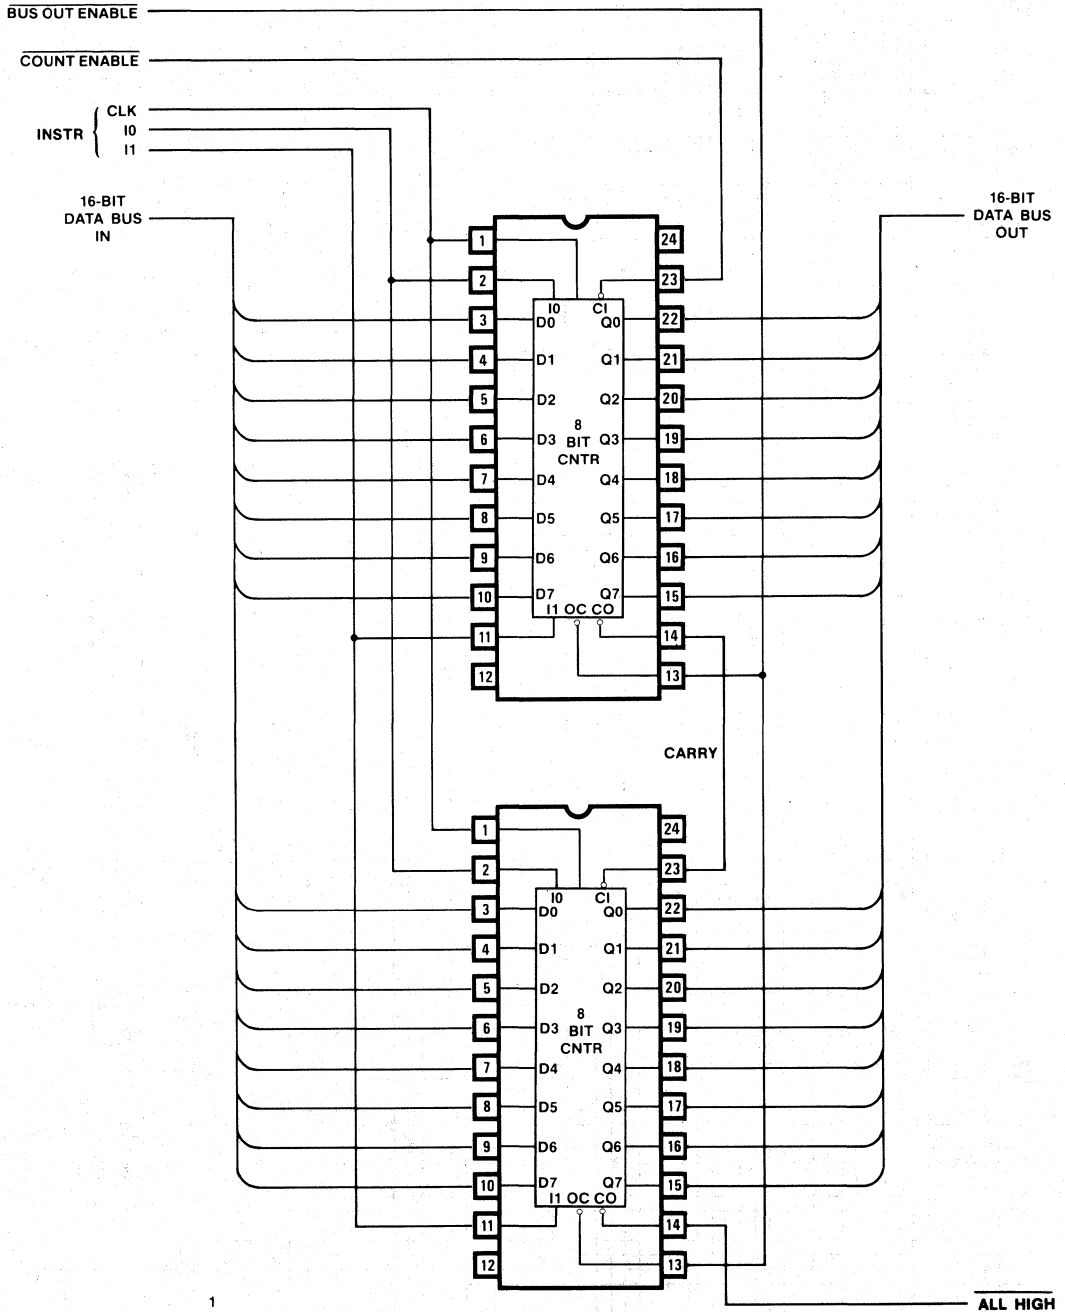 BUS OUT ENABLE
COUNT ENABLE
INSTR { CLK
I0
I1
16-BIT
DATA BUS
IN
16-BIT
DATA BUS
OUT
1 24
2 23
I0 CI
3 D0 Q0 22
4 D1 Q1 21
5 D2 Q2 20
8
6 D3 BIT Q3 19
CNTR
7 D4 Q4 18
8 D5 Q5 17
9 D6 Q6 16
10 D7 Q7 15
I1 OC CO
11 14
12 13
CARRY
1 24
2 23
I0 CI
3 D0 Q0 22
4 D1 Q1 21
5 D2 Q2 20
8
6 D3 BIT Q3 19
CNTR
7 D4 Q4 18
8 D5 Q5 17
9 D6 Q6 16
10 D7 Q7 15
I1 OC CO
11 14
12 13
1
ALL HIGH